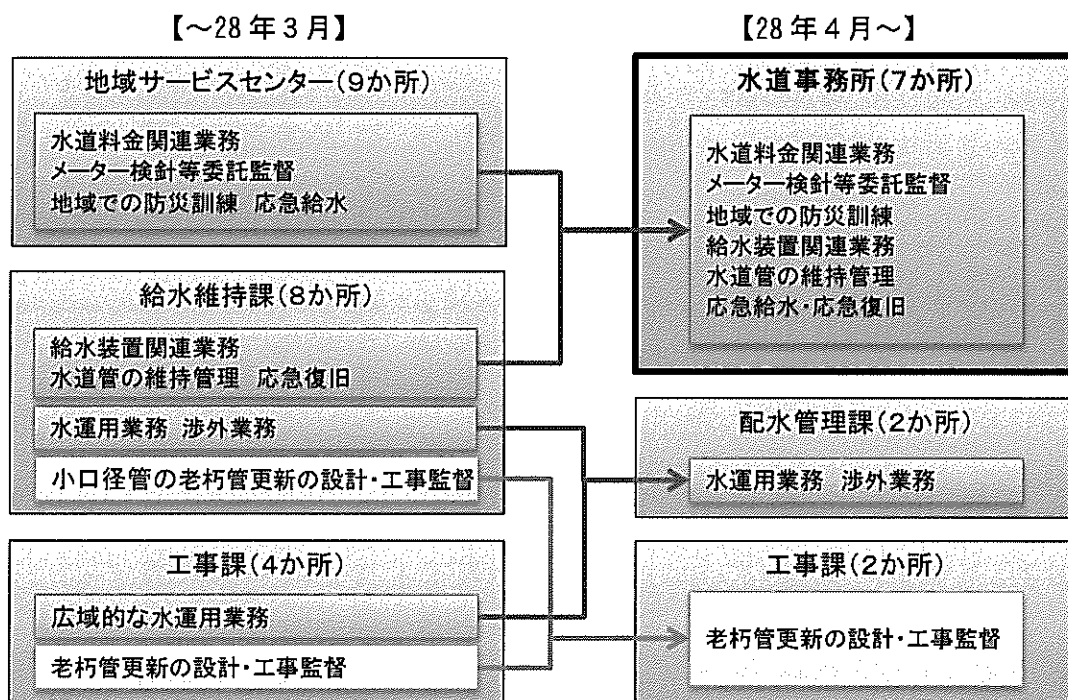 【～28年3月】
地域サービスセンター(9か所)
水道料金関連業務
メーター検針等委託監督
地域での防災訓練 応急給水
給水維持課(8か所)
給水装置関連業務
水道管の維持管理 応急復旧
水運用業務 渉外業務
小口径管の老朽管更新の設計・工事監督
工事課(4か所)
広域的な水運用業務
老朽管更新の設計・工事監督
【28年4月～】
水道事務所(7か所)
水道料金関連業務
メーター検針等委託監督
地域での防災訓練
給水装置関連業務
水道管の維持管理
応急給水・応急復旧
配水管理課(2か所)
水運用業務 渉外業務
工事課(2か所)
老朽管更新の設計・工事監督